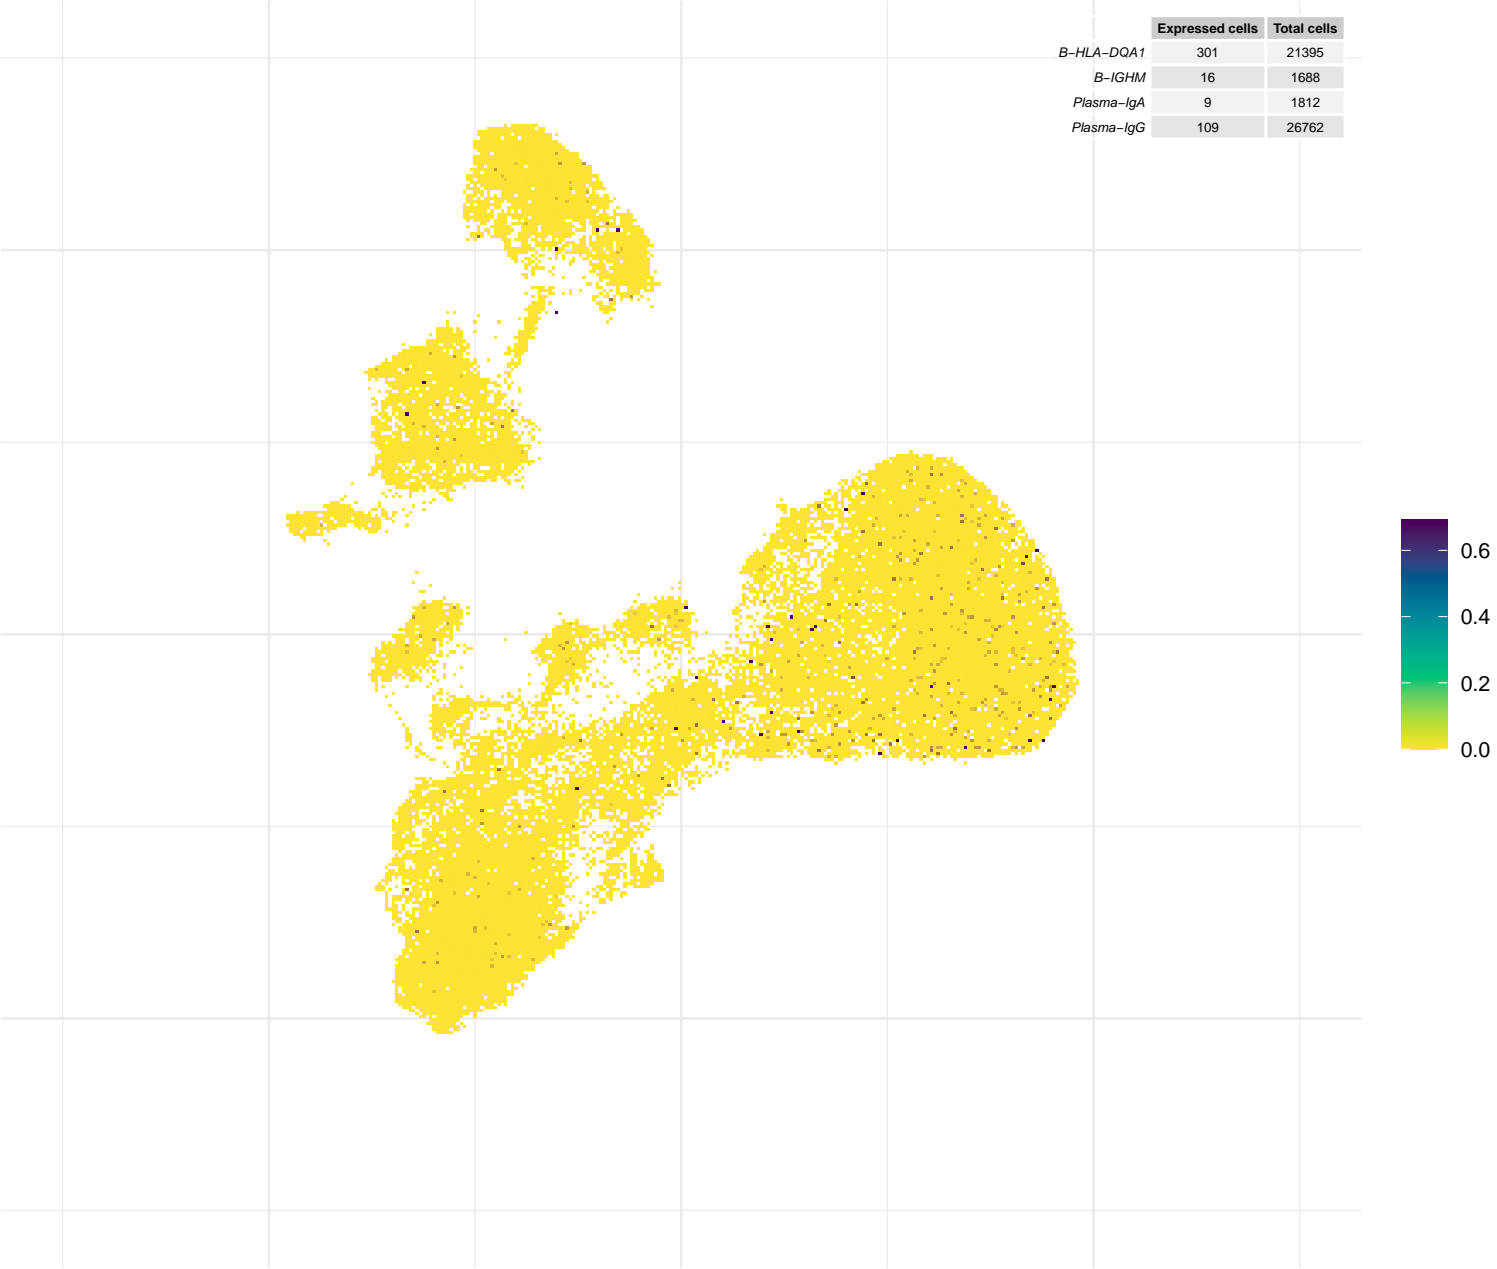 Expressed cells Total cells
B−HLA−DQA1 301 21395
B−IGHM 16 1688
Plasma−IgA 9 1812
Plasma−IgG 109 26762
0.6
0.4
0.2
0.0